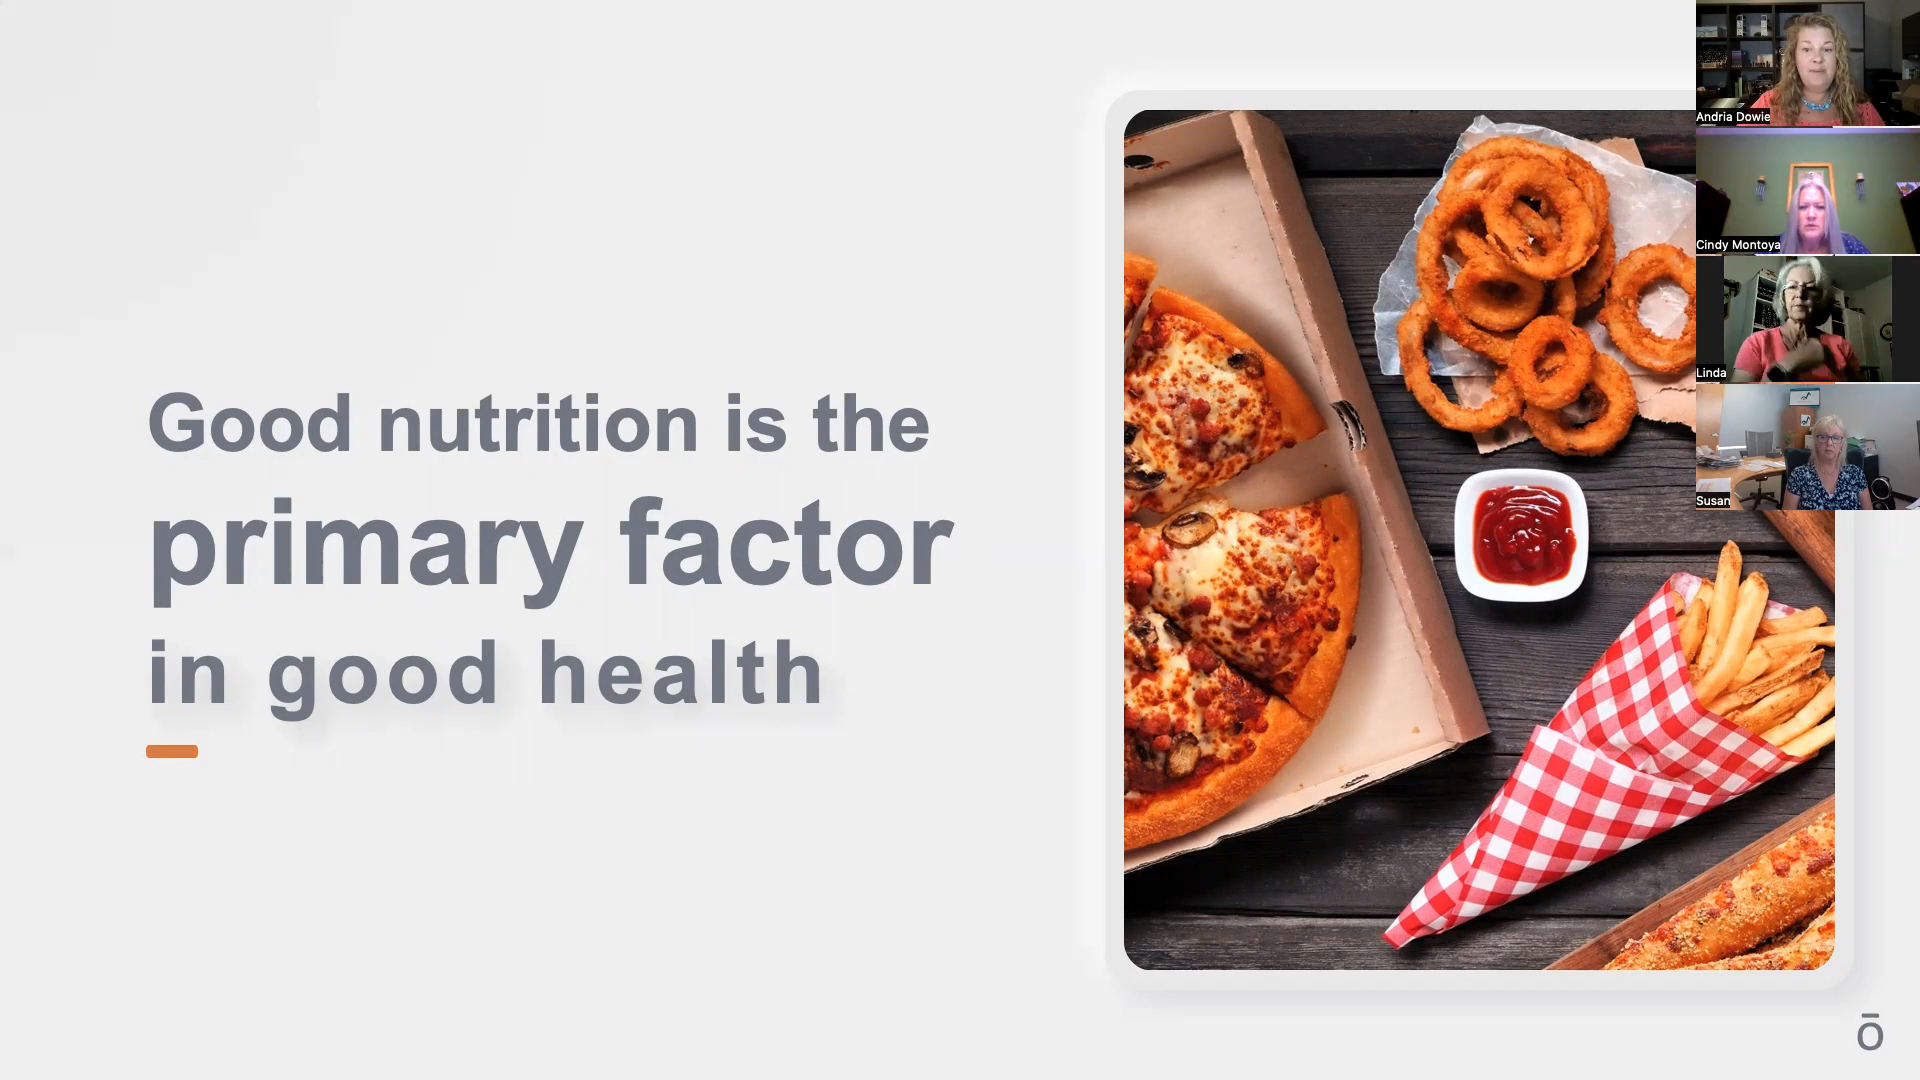 Good nutrition is the
primary factor
in good health
Andria Dowie
Cindy Montoya
Linda
Susan
ō